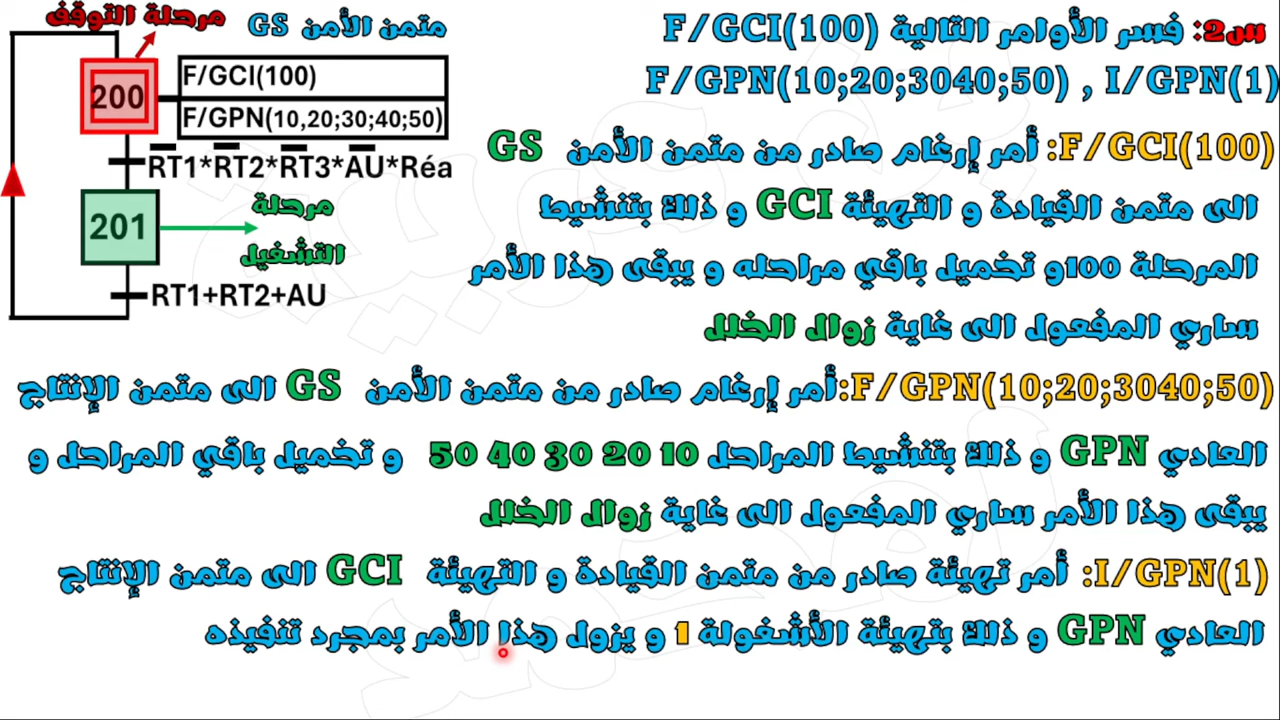 مرحلة التوقف
متمن الأمن GS
200
F/GCI(100)
F/GPN(10,20;30;40;50)
R̅T̅1̅*R̅T̅2̅*R̅T̅3̅*A̅U̅*Réa
201
مرحلة
التشغيل
RT1+RT2+AU
س2: فسر الأوامر التالية F/GCI(100)
F/GPN(10;20;3040;50) , I/GPN(1)
F/GCI(100): أمر إرغام صادر من متمن الأمن GS
الى متمن القيادة و التهيئة GCI و ذلك بتنشيط
المرحلة 100و تخميل باقي مراحله و يبقى هذا الأمر
ساري المفعول الى غاية زوال الخلل
F/GPN(10;20;3040;50):أمر إرغام صادر من متمن الأمن GS الى متمن الإنتاج
العادي GPN و ذلك بتنشيط المراحل 10 20 30 40 50 و تخميل باقي المراحل و
يبقى هذا الأمر ساري المفعول الى غاية زوال الخلل
I/GPN(1): أمر تهيئة صادر من متمن القيادة و التهيئة GCI الى متمن الإنتاج
العادي GPN و ذلك بتهيئة الأشغولة 1 و يزول هذا الأمر بمجرد تنفيذه